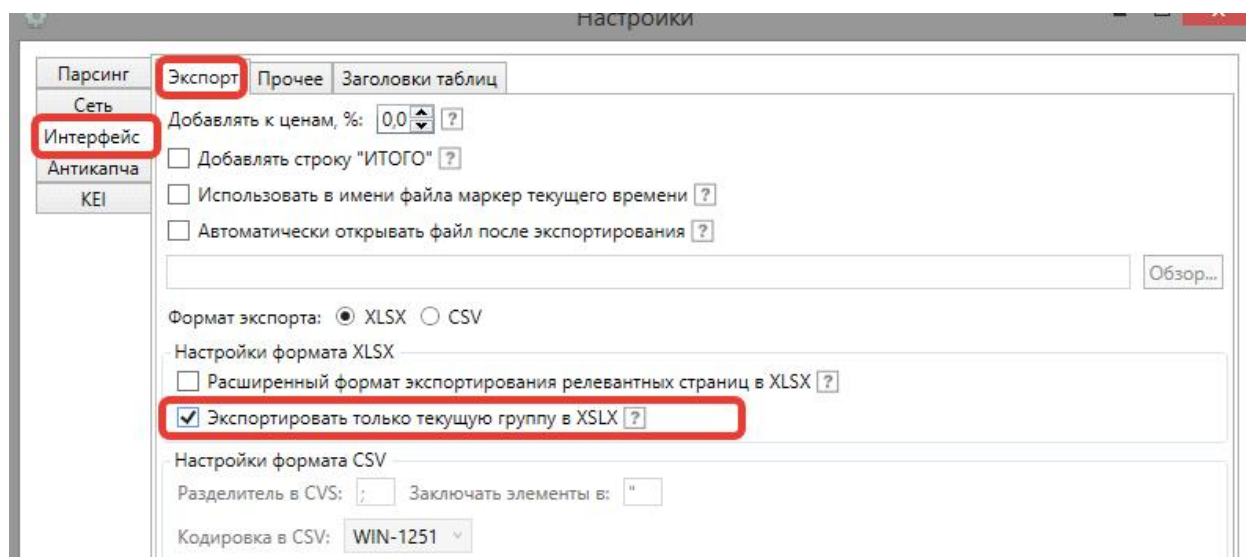 Настройки
Парсинг
Сеть
Интерфейс
Антикапча
KEI
Экспорт Прочее Заголовки таблиц
Добавлять к ценам, %: 0,0 ?
Добавлять строку "ИТОГО" ?
Использовать в имени файла маркер текущего времени ?
Автоматически открывать файл после экспортирования ?
Обзор...
Формат экспорта: XLSX CSV
Настройки формата XLSX
Расширенный формат экспортирования релевантных страниц в XLSX ?
Экспортировать только текущую группу в XSLX ?
Настройки формата CSV
Разделитель в CVS: ; Заключать элементы в: "
Кодировка в CSV: WIN-1251